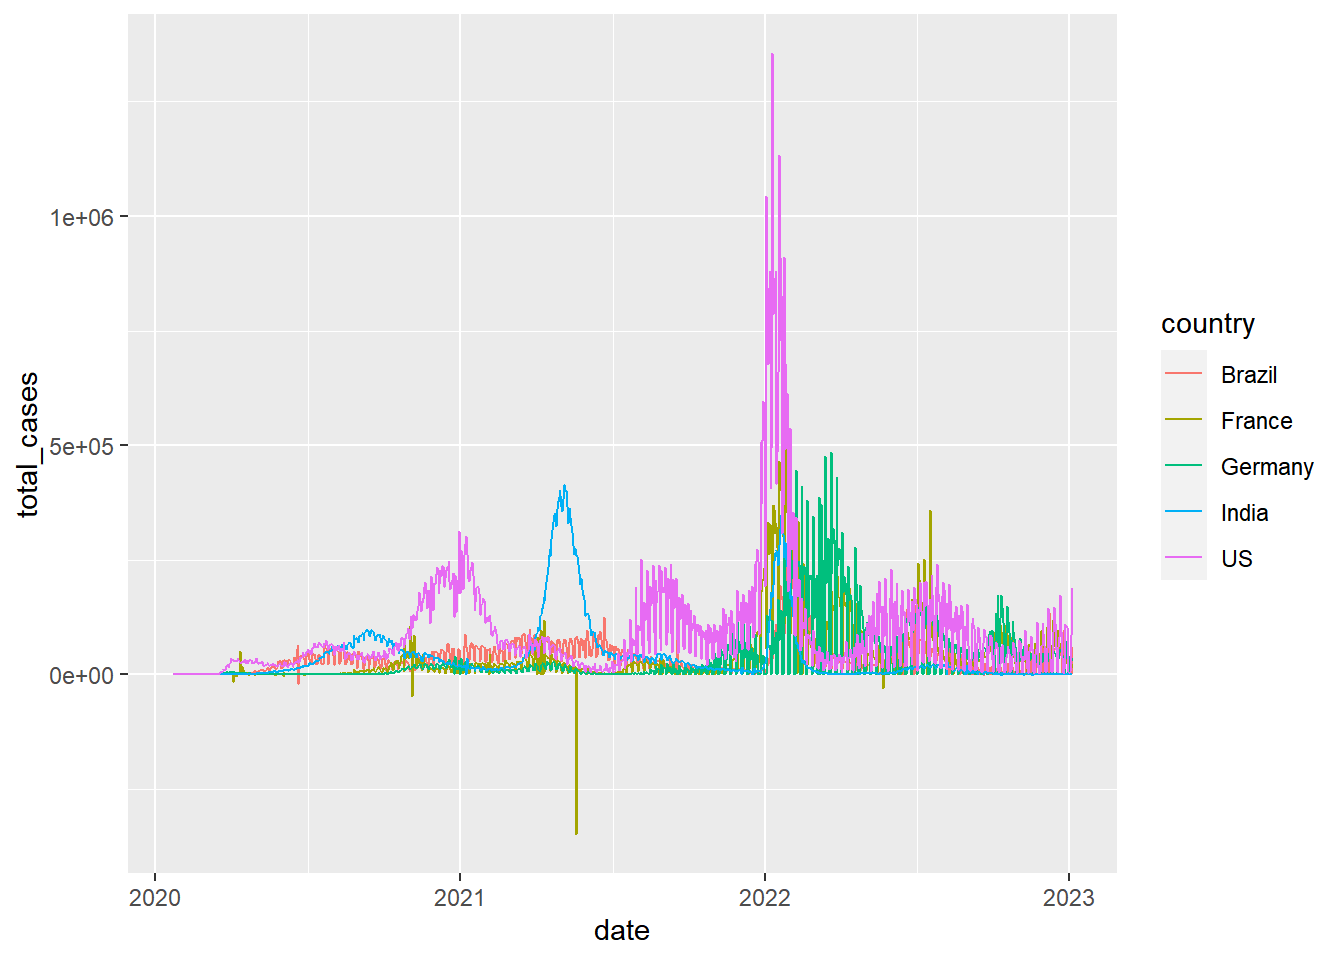 total_cases
1e+06
5e+05
0e+00
2020
2021
2022
2023
date
country
Brazil
France
Germany
India
US